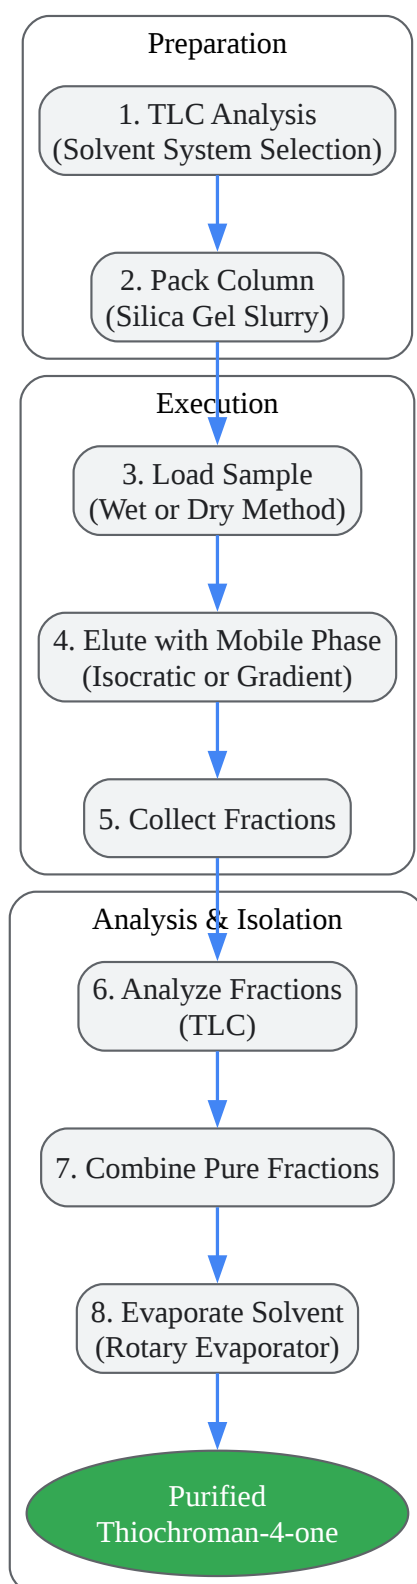 Preparation
1. TLC Analysis
(Solvent System Selection)
2. Pack Column
(Silica Gel Slurry)
Execution
3. Load Sample
(Wet or Dry Method)
4. Elute with Mobile Phase
(Isocratic or Gradient)
5. Collect Fractions
Analysis & Isolation
6. Analyze Fractions
(TLC)
7. Combine Pure Fractions
8. Evaporate Solvent
(Rotary Evaporator)
Purified
Thiochroman-4-one